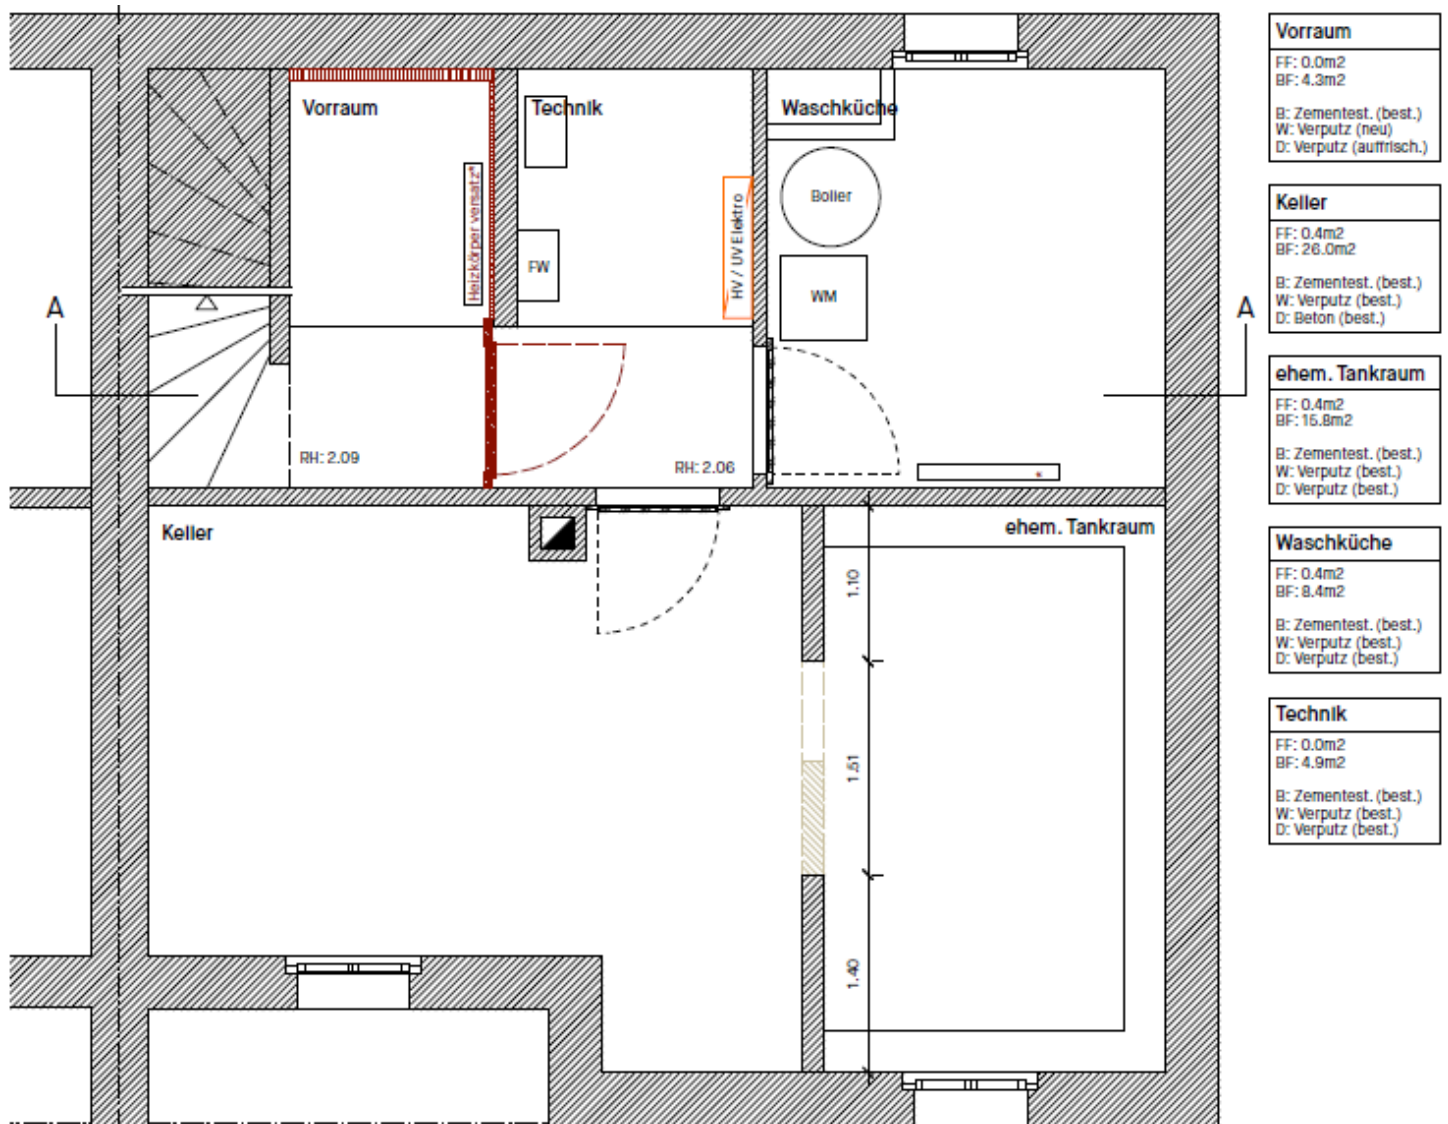 Vorraum
Technik
Waschküche
Heizkörper versatz*
HV / UV Elektro
Boiler
FW
WM
A
A
RH: 2.09
RH: 2.06
*
Keller
ehem. Tankraum
1.10
1.51
1.40
Vorraum
FF: 0.0m2
BF: 4.3m2
B: Zementest. (best.)
W: Verputz (neu)
D: Verputz (auffrisch.)
Keller
FF: 0.4m2
BF: 26.0m2
B: Zementest. (best.)
W: Verputz (best.)
D: Beton (best.)
ehem. Tankraum
FF: 0.4m2
BF: 15.8m2
B: Zementest. (best.)
W: Verputz (best.)
D: Verputz (best.)
Waschküche
FF: 0.4m2
BF: 8.4m2
B: Zementest. (best.)
W: Verputz (best.)
D: Verputz (best.)
Technik
FF: 0.0m2
BF: 4.9m2
B: Zementest. (best.)
W: Verputz (best.)
D: Verputz (best.)